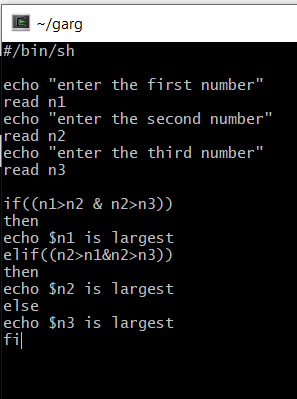 ~/garg
#/bin/sh
echo "enter the first number"
read n1
echo "enter the second number"
read n2
echo "enter the third number"
read n3
if((n1>n2 & n2>n3))
then
echo $n1 is largest
elif((n2>n1&n2>n3))
then
echo $n2 is largest
else
echo $n3 is largest
fi